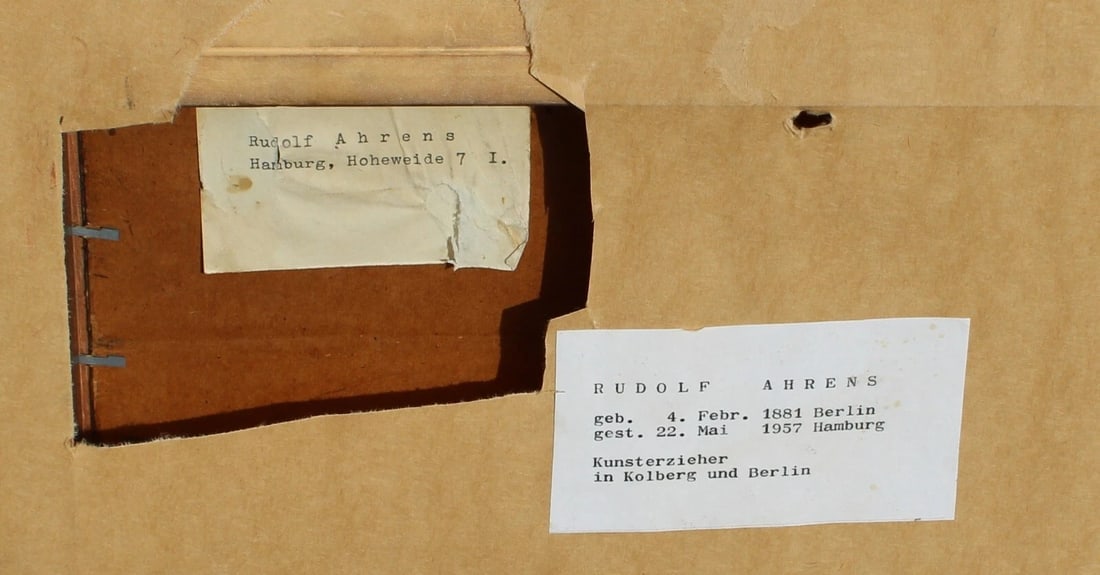 Rudolf Ahrens
Hamburg, Hoheweide 7 I.
RUDOLF AHRENS
geb. 4. Febr. 1881 Berlin
gest. 22. Mai 1957 Hamburg
Kunsterzieher
in Kolberg und Berlin